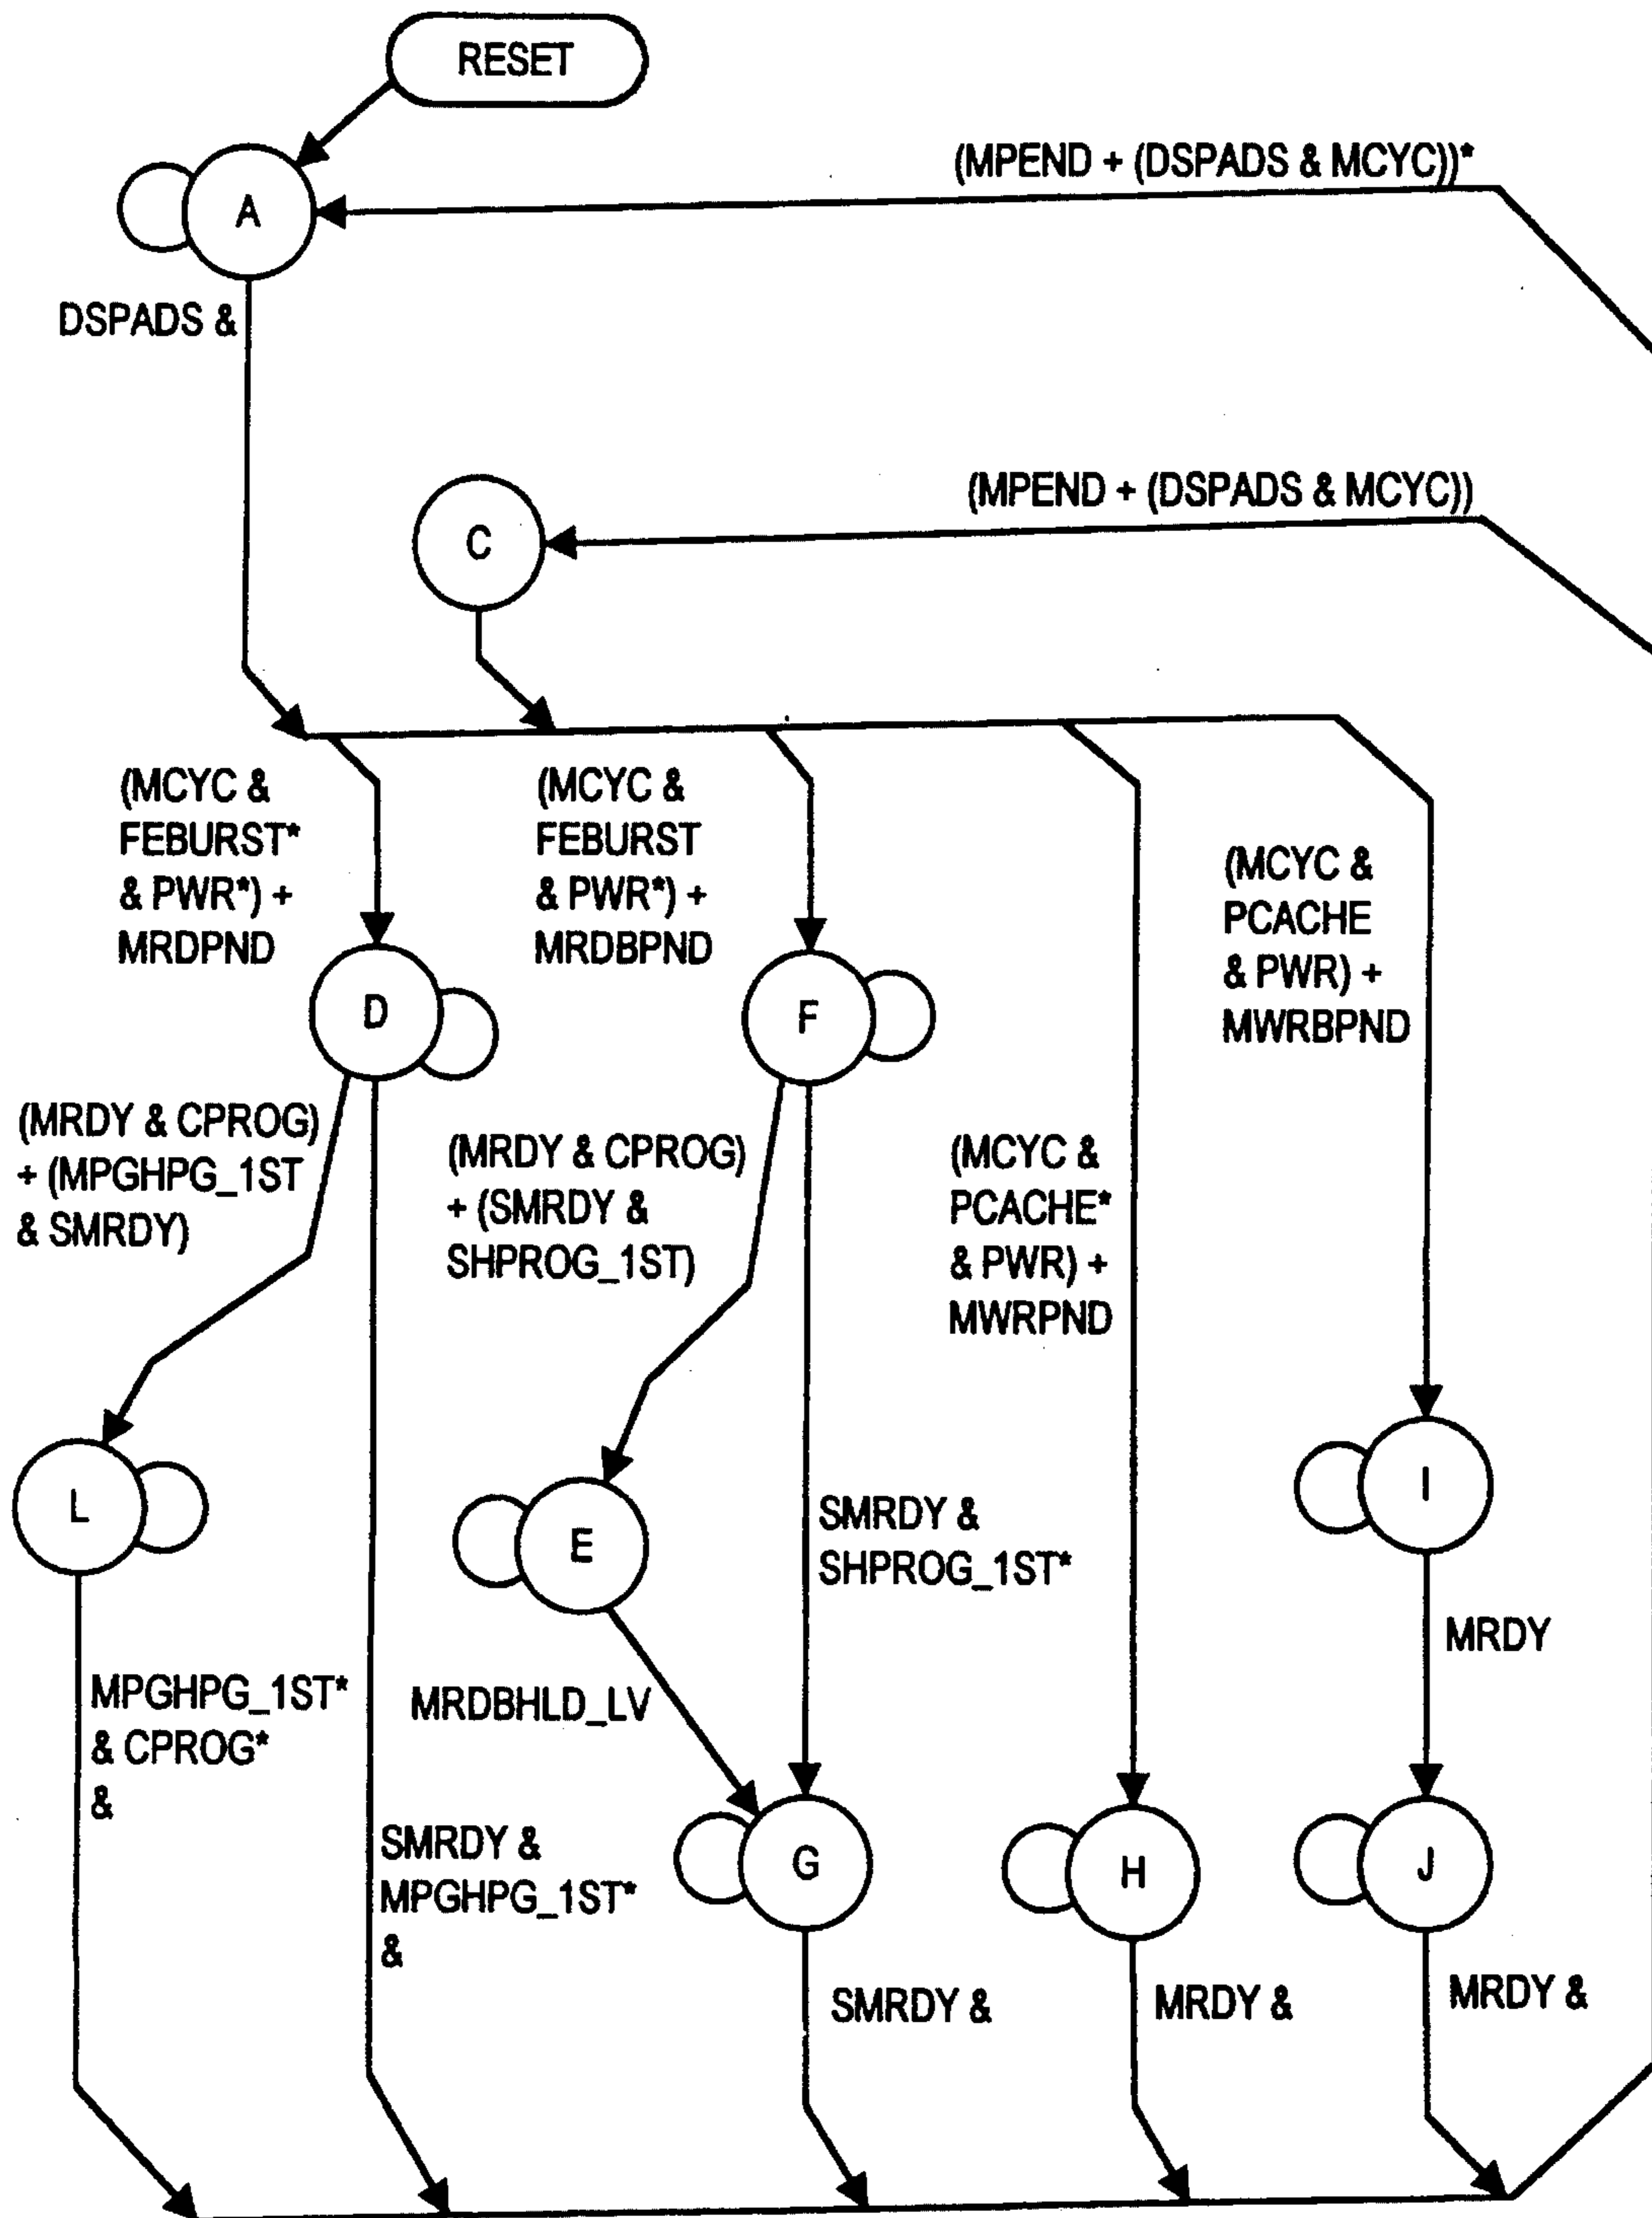 RESET
(MPEND + (DSPADS & MCYC))*
A
DSPADS &
(MPEND + (DSPADS & MCYC))
C
(MCYC &
FEBURST*
& PWR*) +
MRDPND
(MCYC &
FEBURST
& PWR*) +
MRDBPND
(MCYC &
PCACHE
& PWR) +
MWRBPND
D
F
(MRDY & CPROG)
+ (MPGHPG_1ST
& SMRDY)
(MRDY & CPROG)
+ (SMRDY &
SHPROG_1ST)
(MCYC &
PCACHE*
& PWR) +
MWRPND
L
E
I
SMRDY &
SHPROG_1ST*
MRDY
MPGHPG_1ST*
& CPROG*
&
MRDBHLD_LV
SMRDY &
MPGHPG_1ST*
&
G
H
J
SMRDY &
MRDY &
MRDY &